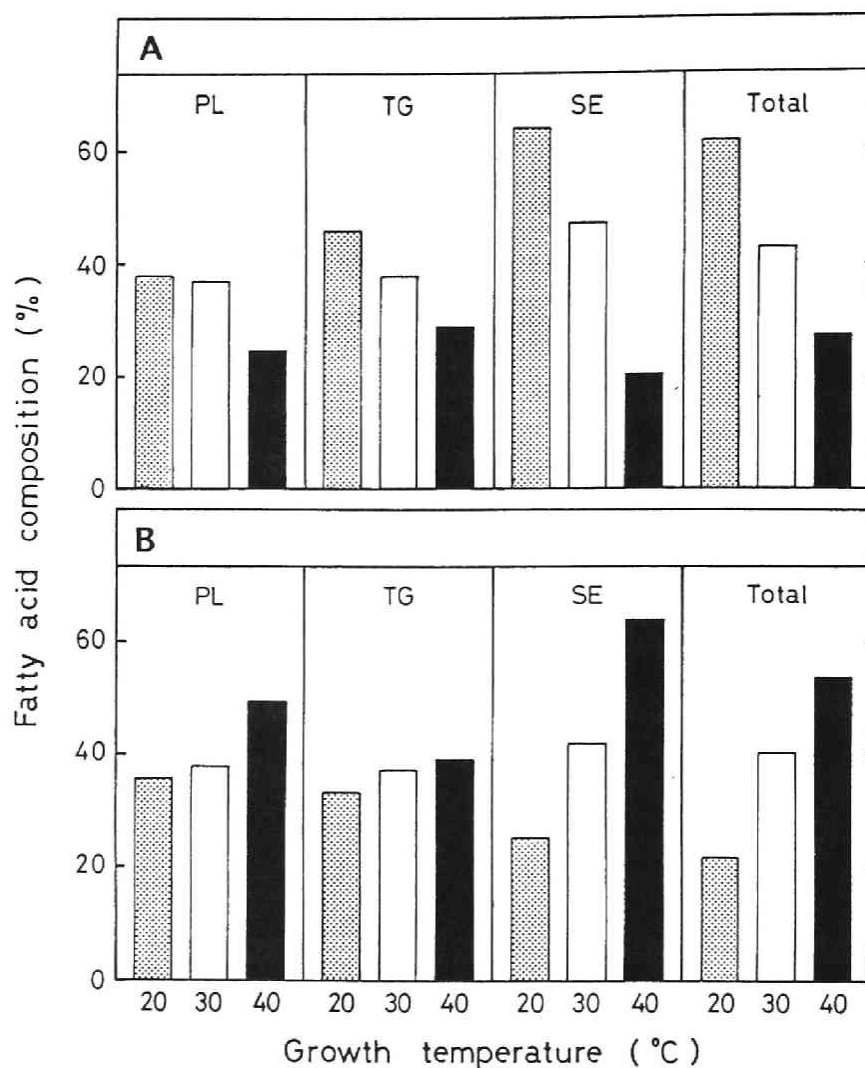 A
PL TG SE Total
60
40
20
0
B
PL TG SE Total
60
40
20
0
20 30 40 20 30 40 20 30 40 20 30 40
Growth temperature (°C)
Fatty acid composition (%)